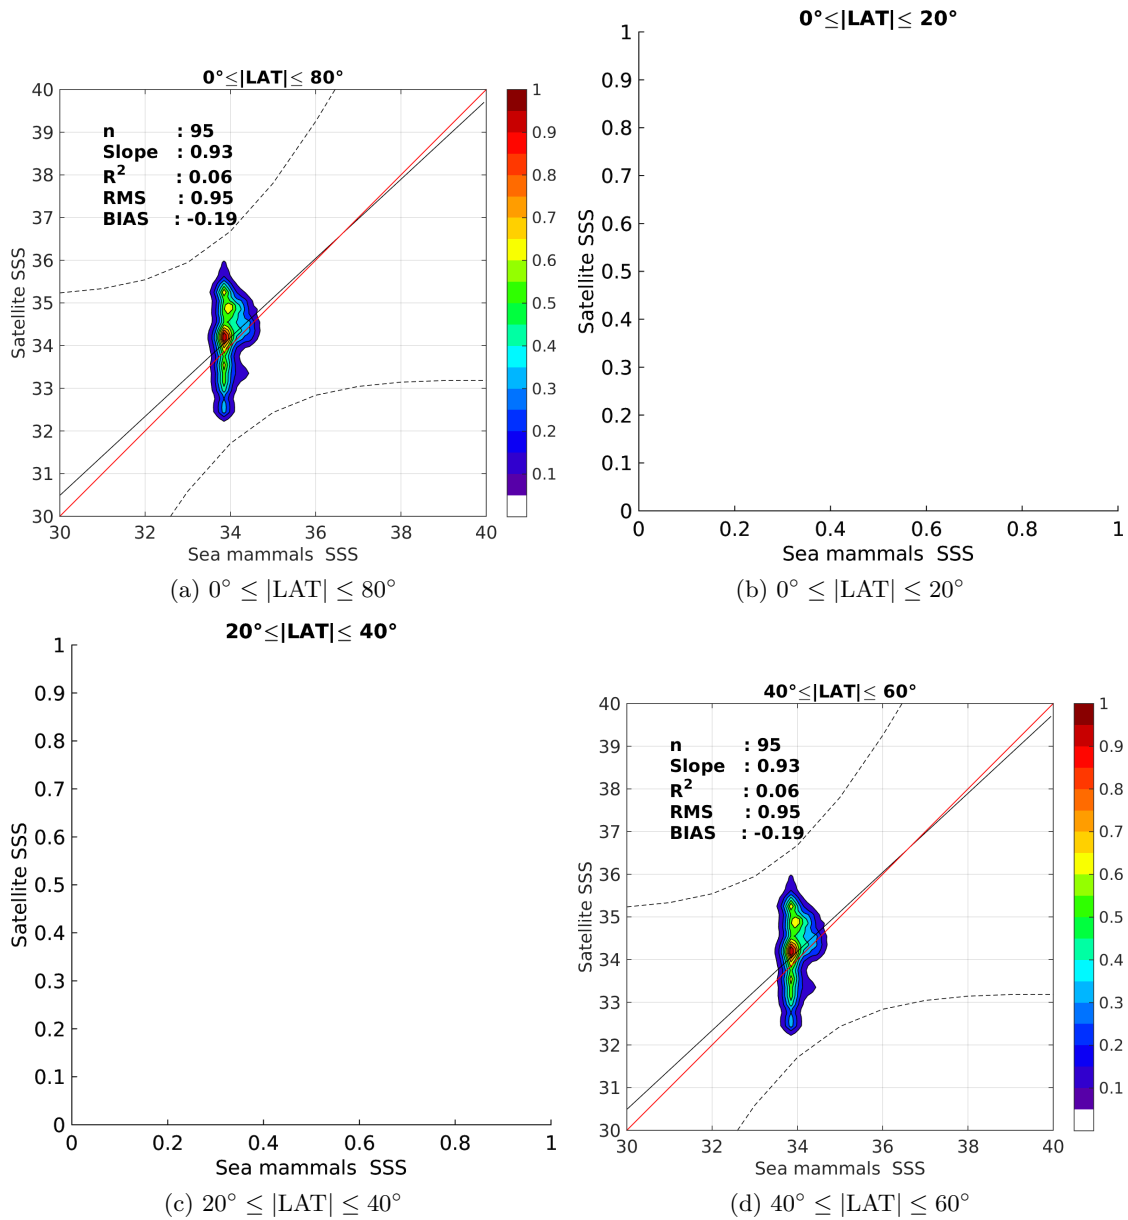 0°≤|LAT|≤ 80°
40
39
38
37
36
35
34
33
32
31
30
30 32 34 36 38 40
Satellite SSS
Sea mammals SSS
n : 95
Slope : 0.93
R² : 0.06
RMS : 0.95
BIAS : -0.19
1
0.9
0.8
0.7
0.6
0.5
0.4
0.3
0.2
0.1
(a) 0° ≤ |LAT| ≤ 80°
0°≤|LAT|≤ 20°
1
0.9
0.8
0.7
0.6
0.5
0.4
0.3
0.2
0.1
0
0 0.2 0.4 0.6 0.8 1
Satellite SSS
Sea mammals SSS
(b) 0° ≤ |LAT| ≤ 20°
20°≤|LAT|≤ 40°
1
0.9
0.8
0.7
0.6
0.5
0.4
0.3
0.2
0.1
0
0 0.2 0.4 0.6 0.8 1
Satellite SSS
Sea mammals SSS
(c) 20° ≤ |LAT| ≤ 40°
40°≤|LAT|≤ 60°
40
39
38
37
36
35
34
33
32
31
30
30 32 34 36 38 40
Satellite SSS
Sea mammals SSS
n : 95
Slope : 0.93
R² : 0.06
RMS : 0.95
BIAS : -0.19
1
0.9
0.8
0.7
0.6
0.5
0.4
0.3
0.2
0.1
(d) 40° ≤ |LAT| ≤ 60°